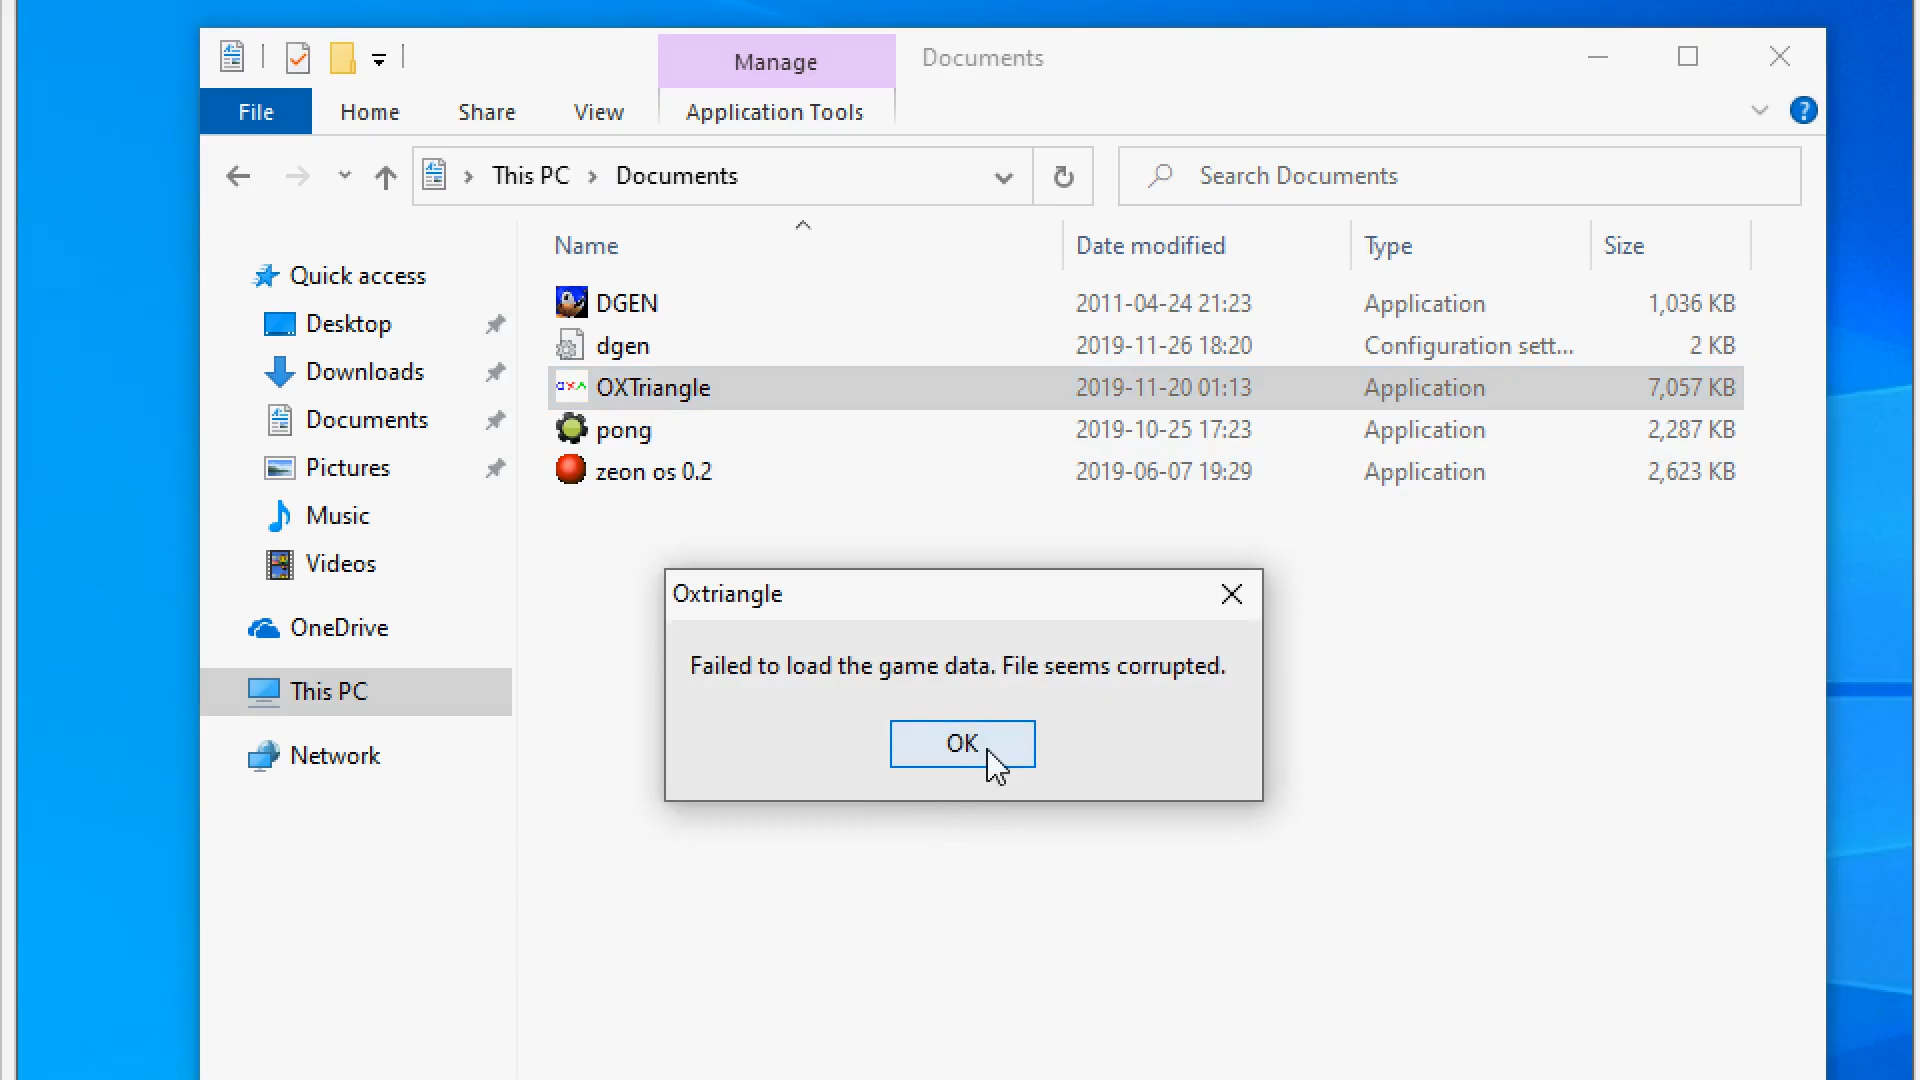 Manage
Documents
File
Home
Share
View
Application Tools
?
This PC
Documents
Search Documents
Name
Date modified
Type
Size
Quick access
Desktop
Downloads
Documents
Pictures
Music
Videos
OneDrive
This PC
Network
DGEN 2011-04-24 21:23 Application 1,036 KB
dgen 2019-11-26 18:20 Configuration sett... 2 KB
OXTriangle 2019-11-20 01:13 Application 7,057 KB
pong 2019-10-25 17:23 Application 2,287 KB
zeon os 0.2 2019-06-07 19:29 Application 2,623 KB
Oxtriangle
Failed to load the game data. File seems corrupted.
OK